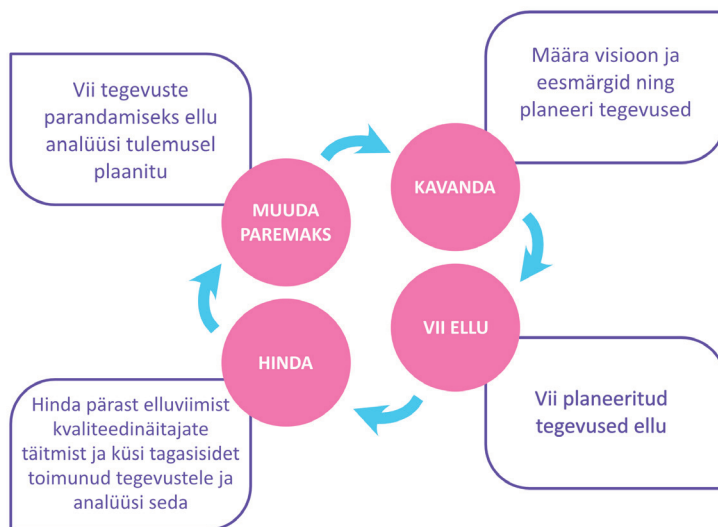 Vii tegevuste
parandamiseks ellu
analüüsi tulemusel
plaanitu
Määra visioon ja
eesmärgid ning
planeeri tegevused
MUUDA
PAREMAKS
KAVANDA
HINDA
VII ELLU
Hinda pärast elluviimist
kvaliteedinäitajate
täitmist ja küsi tagasisidet
toimunud tegevustele ja
analüüsi seda
Vii planeeritud
tegevused ellu